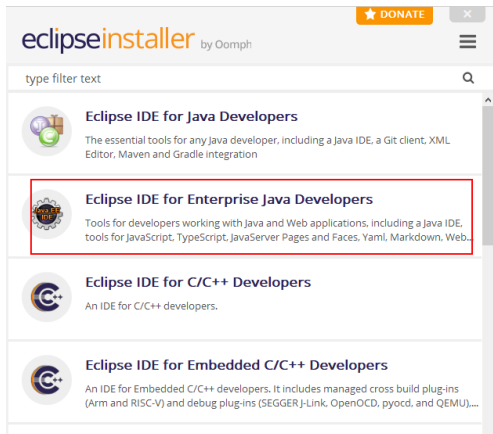 DONATE
eclipseinstaller by Oomph
type filter text
Eclipse IDE for Java Developers
The essential tools for any Java developer, including a Java IDE, a Git client, XML
Editor, Maven and Gradle integration
Java EE
IDE
Eclipse IDE for Enterprise Java Developers
Tools for developers working with Java and Web applications, including a Java IDE,
tools for JavaScript, TypeScript, JavaServer Pages and Faces, Yaml, Markdown, Web...
Eclipse IDE for C/C++ Developers
An IDE for C/C++ developers.
Eclipse IDE for Embedded C/C++ Developers
An IDE for Embedded C/C++ developers. It includes managed cross build plug-ins
(Arm and RISC-V) and debug plug-ins (SEGGER J-Link, OpenOCD, pyocd, and QEMU),...